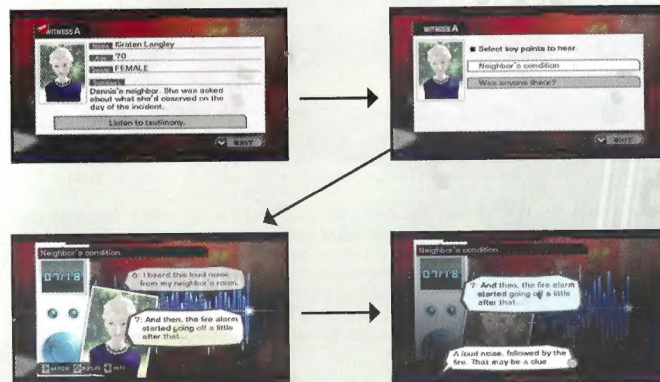 WITNESS A
Name Kirsten Langley
Age 70
FEMALE
Dennis's neighbor. She was asked
about what she'd observed on the
day of the incident.
Listen to testimony.
EXIT
WITNESS A
Select key points to hear.
Neighbor's condition
Was anyone there?
EXIT
Neighbor's condition
07/18
6: I heard this loud noise
from my neighbor's room.
7: And then, the fire alarm
started going off a little
after that...
Neighbor's condition
07/18
7: And then, the fire alarm
started going off a little
after that...
A loud noise, followed by the
fire. That may be a clue